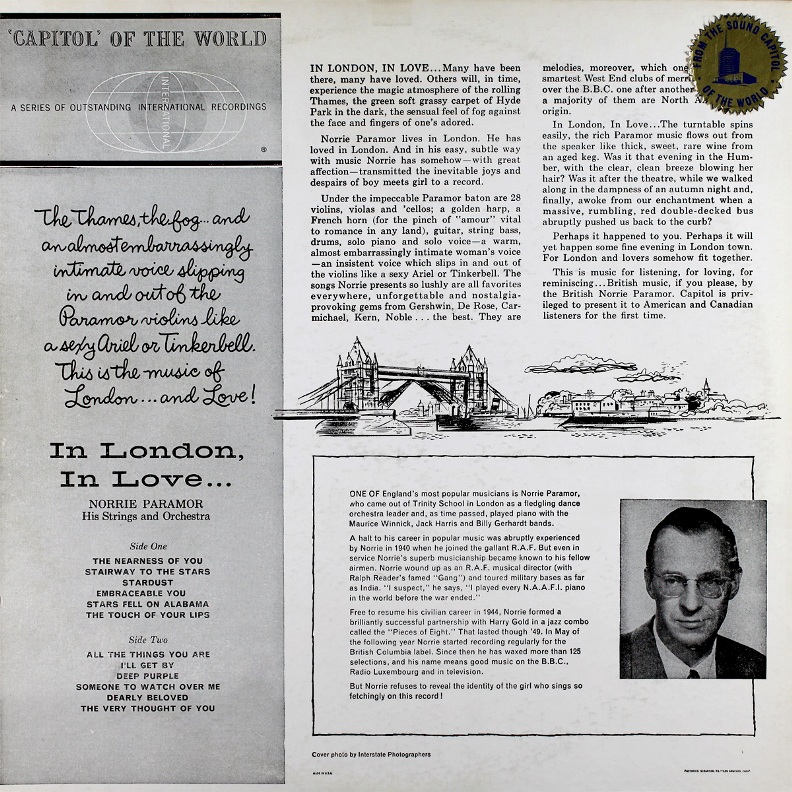 'CAPITOL' OF THE WORLD
INTERNATIONAL
A SERIES OF OUTSTANDING INTERNATIONAL RECORDINGS
®
The Thames, the fog... and
an almost embarrassingly
intimate voice slipping
in and out of the
Paramor violins like
a sexy Ariel or Tinkerbell.
This is the music of
London... and Love!
In London,
In Love...
NORRIE PARAMOR
His Strings and Orchestra
Side One
THE NEARNESS OF YOU
STAIRWAY TO THE STARS
STARDUST
EMBRACEABLE YOU
STARS FELL ON ALABAMA
THE TOUCH OF YOUR LIPS
Side Two
ALL THE THINGS YOU ARE
I'LL GET BY
DEEP PURPLE
SOMEONE TO WATCH OVER ME
DEARLY BELOVED
THE VERY THOUGHT OF YOU
IN LONDON, IN LOVE...Many have been
there, many have loved. Others will, in time,
experience the magic atmosphere of the rolling
Thames, the green soft grassy carpet of Hyde
Park in the dark, the sensual feel of fog against
the face and fingers of one's adored.
Norrie Paramor lives in London. He has
loved in London. And in his easy, subtle way
with music Norrie has somehow—with great
affection—transmitted the inevitable joys and
despairs of boy meets girl to a record.
Under the impeccable Paramor baton are 28
violins, violas and 'cellos; a golden harp, a
French horn (for the pinch of "amour" vital
to romance in any land), guitar, string bass,
drums, solo piano and solo voice—a warm,
almost embarrassingly intimate woman's voice
—an insistent voice which slips in and out of
the violins like a sexy Ariel or Tinkerbell. The
songs Norrie presents so lushly are all favorites
everywhere, unforgettable and nostalgia-
provoking gems from Gershwin, De Rose, Car-
michael, Kern, Noble . . . the best. They are
melodies, moreover, which one
smartest West End clubs of merri
over the B.B.C. one after another
a majority of them are North A
origin.
In London, In Love...The turntable spins
easily, the rich Paramor music flows out from
the speaker like thick, sweet, rare wine from
an aged keg. Was it that evening in the Hum-
ber, with the clear, clean breeze blowing her
hair? Was it after the theatre, while we walked
along in the dampness of an autumn night and,
finally, awoke from our enchantment when a
massive, rumbling, red double-decked bus
abruptly pushed us back to the curb?
Perhaps it happened to you. Perhaps it will
yet happen some fine evening in London town.
For London and lovers somehow fit together.
This is music for listening, for loving, for
reminiscing...British music, if you please, by
the British Norrie Paramor. Capitol is priv-
ileged to present it to American and Canadian
listeners for the first time.
FROM THE SOUND CAPITOL
OF THE WORLD
ONE OF England's most popular musicians is Norrie Paramor,
who came out of Trinity School in London as a fledgling dance
orchestra leader and, as time passed, played piano with the
Maurice Winnick, Jack Harris and Billy Gerhardt bands.
A halt to his career in popular music was abruptly experienced
by Norrie in 1940 when he joined the gallant R.A.F. But even in
service Norrie's superb musicianship became known to his fellow
airmen. Norrie wound up as an R.A.F. musical director (with
Ralph Reader's famed "Gang") and toured military bases as far
as India. "I suspect," he says, "I played every N.A.A.F.I. piano
in the world before the war ended."
Free to resume his civilian career in 1944, Norrie formed a
brilliantly successful partnership with Harry Gold in a jazz combo
called the "Pieces of Eight." That lasted though '49. In May of
the following year Norrie started recording regularly for the
British Columbia label. Since then he has waxed more than 125
selections, and his name means good music on the B.B.C.,
Radio Luxembourg and in television.
But Norrie refuses to reveal the identity of the girl who sings so
fetchingly on this record!
Cover photo by Interstate Photographers
MADE IN U.S.A.